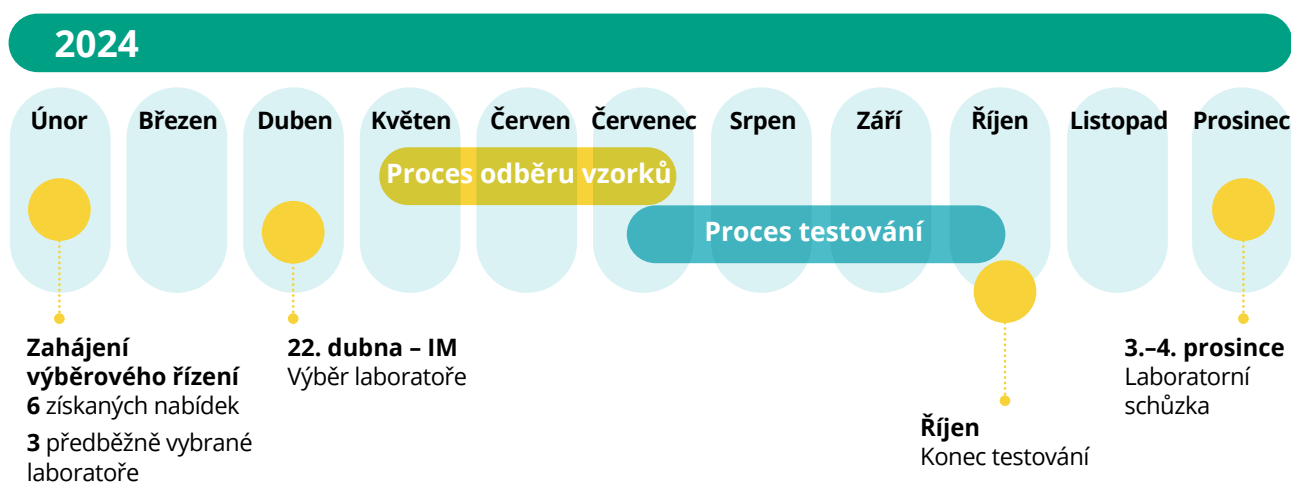 2024
Únor
Březen
Duben
Květen
Červen
Červenec
Srpen
Září
Říjen
Listopad
Prosinec
Proces odběru vzorků
Proces testování
Zahájení
výběrového řízení
6 získaných nabídek
3 předběžně vybrané
laboratoře
22. dubna – IM
Výběr laboratoře
Říjen
Konec testování
3.–4. prosince
Laboratorní
schůzka